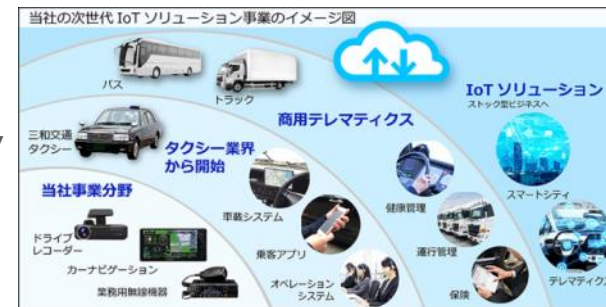 当社の次世代 IoT ソリューション事業のイメージ図
バス
トラック
IoT ソリューション
ストック型ビジネスへ
商用テレマティクス
三和交通
タクシー
タクシー業界
から開始
スマートシティ
当社事業分野
車載システム
健康管理
ドライブ
レコーダー
カーナビゲーション
乗客アプリ
運行管理
業務用無線機器
オペレーション
システム
保険
テレマティクス